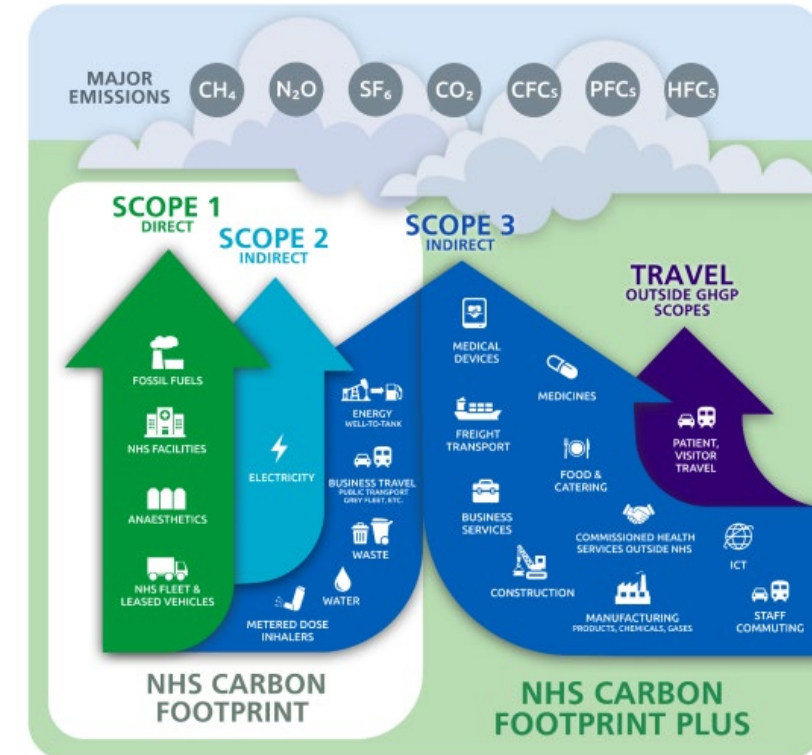 MAJOR
EMISSIONS
CH₄
N₂O
SF₆
CO₂
CFCs
PFCs
HFCs
SCOPE 1
DIRECT
SCOPE 2
INDIRECT
SCOPE 3
INDIRECT
TRAVEL
OUTSIDE GHGP
SCOPES
FOSSIL FUELS
NHS FACILITIES
ANAESTHETICS
NHS FLEET &
LEASED VEHICLES
ELECTRICITY
ENERGY
WELL-TO-TANK
BUSINESS TRAVEL
PUBLIC TRANSPORT
GREY FLEET, ETC.
WASTE
WATER
METERED DOSE
INHALERS
MEDICAL
DEVICES
MEDICINES
FREIGHT
TRANSPORT
FOOD &
CATERING
BUSINESS
SERVICES
COMMISSIONED HEALTH
SERVICES OUTSIDE NHS
CONSTRUCTION
MANUFACTURING
PRODUCTS, CHEMICALS, GASES
PATIENT,
VISITOR
TRAVEL
ICT
STAFF
COMMUTING
NHS CARBON
FOOTPRINT
NHS CARBON
FOOTPRINT PLUS